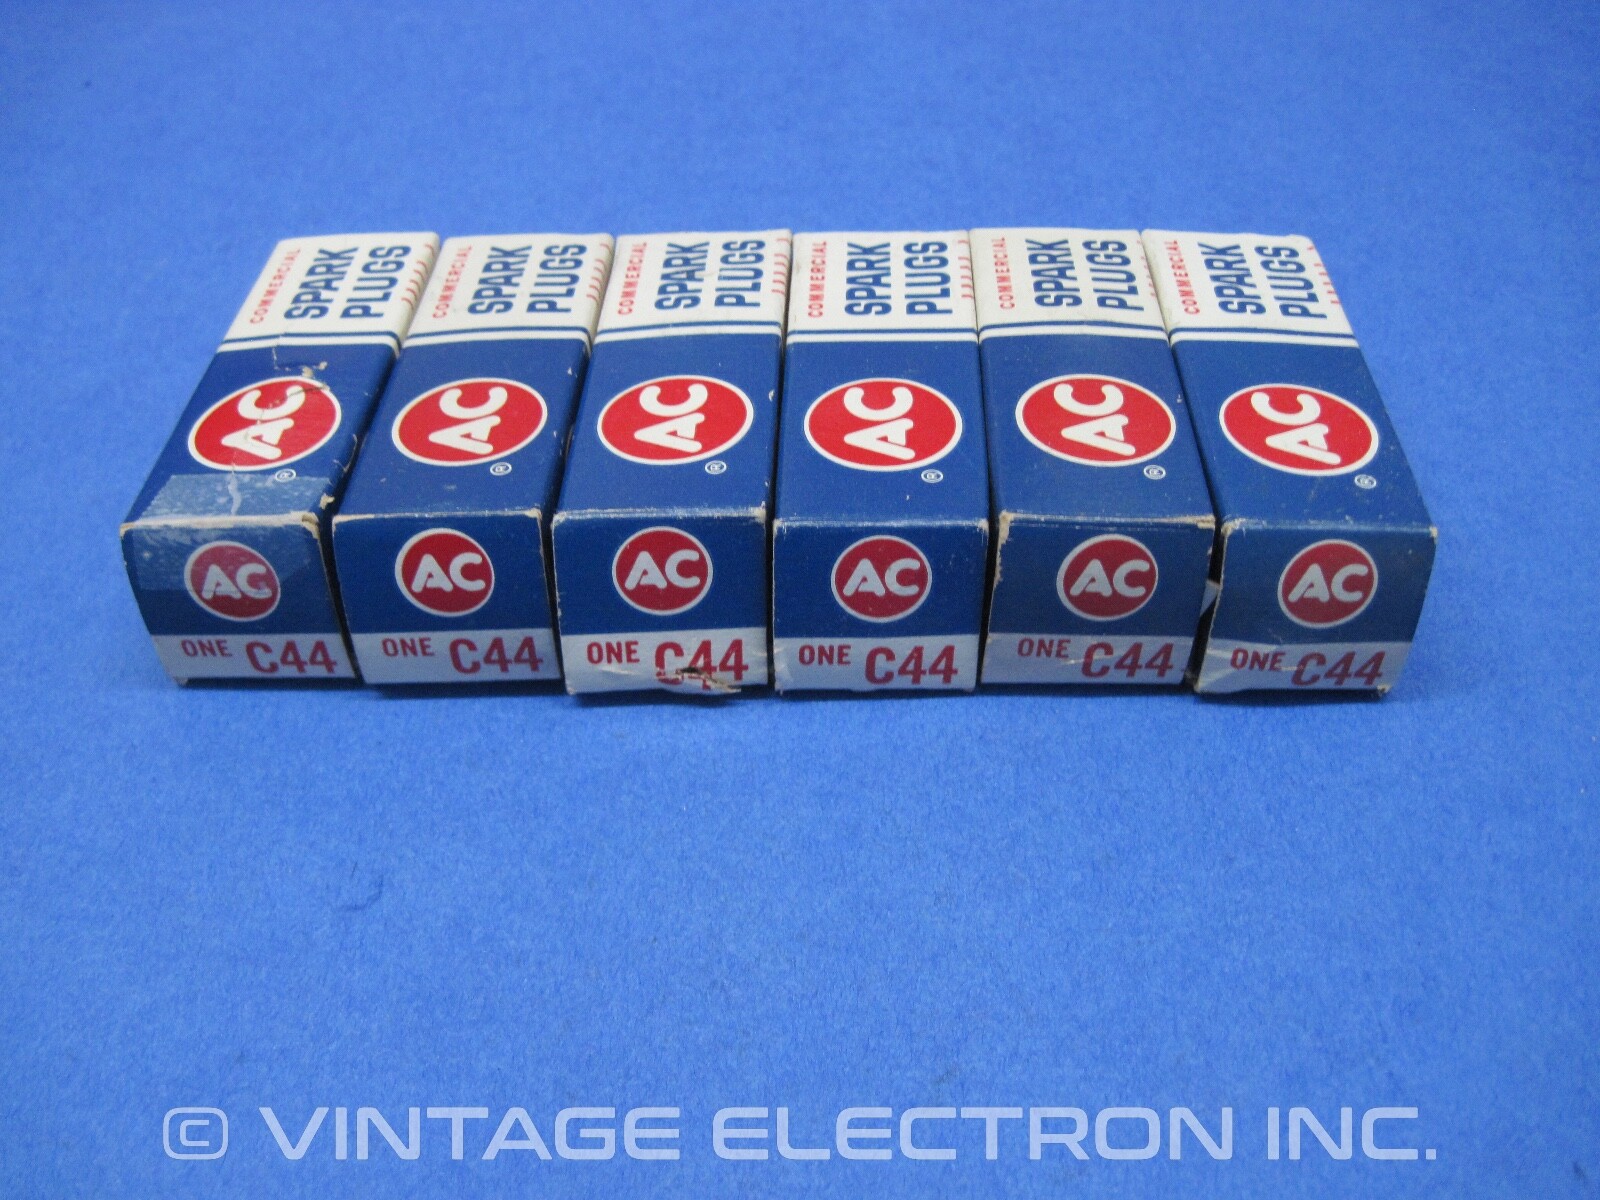 COMMERCIAL
SPARK
PLUGS
AC
®
AC
ONE C44
COMMERCIAL
SPARK
PLUGS
AC
®
AC
ONE C44
COMMERCIAL
SPARK
PLUGS
AC
®
AC
ONE C44
COMMERCIAL
SPARK
PLUGS
AC
®
AC
ONE C44
COMMERCIAL
SPARK
PLUGS
AC
®
AC
ONE C44
COMMERCIAL
SPARK
PLUGS
AC
®
AC
ONE C44
© VINTAGE ELECTRON INC.